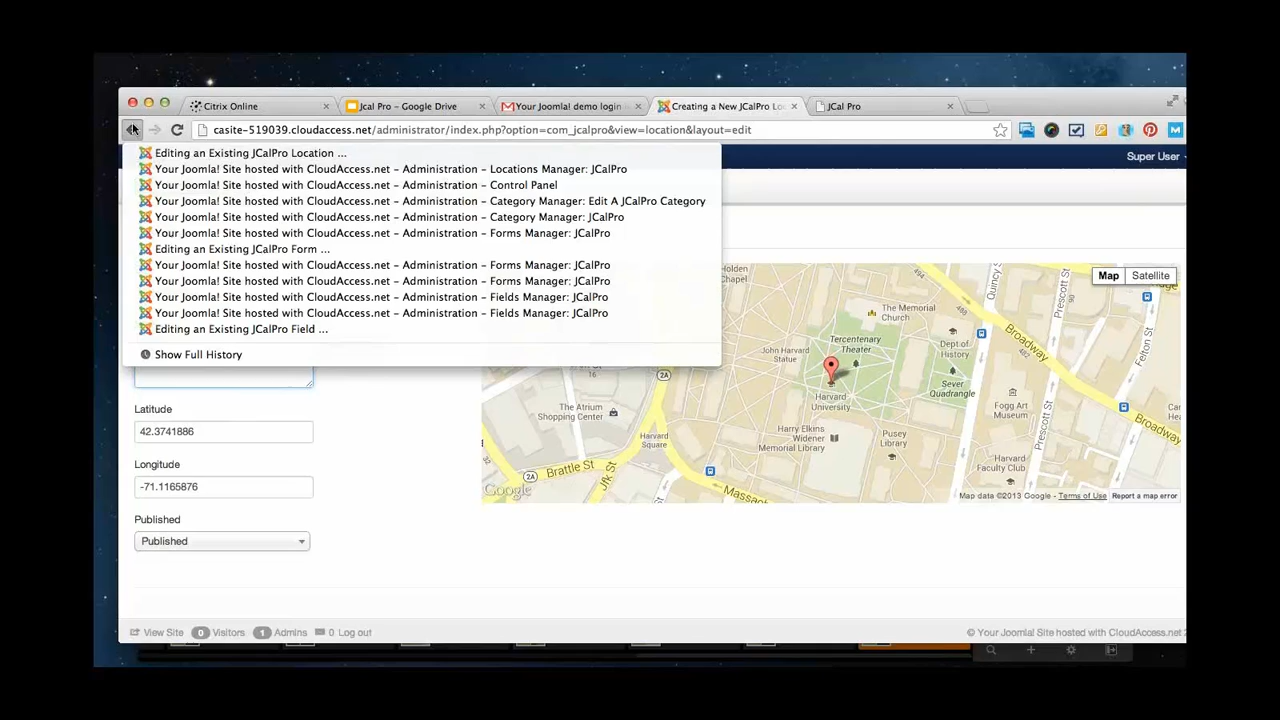 Citrix Online
Jcal Pro – Google Drive
Your Joomla! demo login
Creating a New JCalPro Lo
JCal Pro
casite-519039.cloudaccess.net/administrator/index.php?option=com_jcalpro&view=location&layout=edit
Super User
Editing an Existing JCalPro Location ...
Your Joomla! Site hosted with CloudAccess.net – Administration – Locations Manager: JCalPro
Your Joomla! Site hosted with CloudAccess.net – Administration – Control Panel
Your Joomla! Site hosted with CloudAccess.net – Administration – Category Manager: Edit A JCalPro Category
Your Joomla! Site hosted with CloudAccess.net – Administration – Category Manager: JCalPro
Your Joomla! Site hosted with CloudAccess.net – Administration – Forms Manager: JCalPro
Editing an Existing JCalPro Form ...
Your Joomla! Site hosted with CloudAccess.net – Administration – Forms Manager: JCalPro
Your Joomla! Site hosted with CloudAccess.net – Administration – Forms Manager: JCalPro
Your Joomla! Site hosted with CloudAccess.net – Administration – Fields Manager: JCalPro
Your Joomla! Site hosted with CloudAccess.net – Administration – Fields Manager: JCalPro
Editing an Existing JCalPro Field ...
Show Full History
Latitude
42.3741886
Longitude
-71.1165876
Published
Published
Map
Satellite
Holden
Chapel
The Memorial
Church
Tercentenary
Theater
John Harvard
Statue
Dept. of
History
Sever
Quadrangle
Harvard
University
Fogg Art
Museum
Harry Elkins
Widener
Memorial Library
Pusey
Library
Harvard
Faculty Club
The Atrium
Shopping Center
Harvard
Square
Brattle St
2A
2A
Massac
Quincy S
Prescott St
Prescott St
Broadway
Broadway
Felton St
Google
Map data ©2013 Google - Terms of Use
Report a map error
View Site
0 Visitors
1 Admins
0 Log out
© Your Joomla! Site hosted with CloudAccess.net